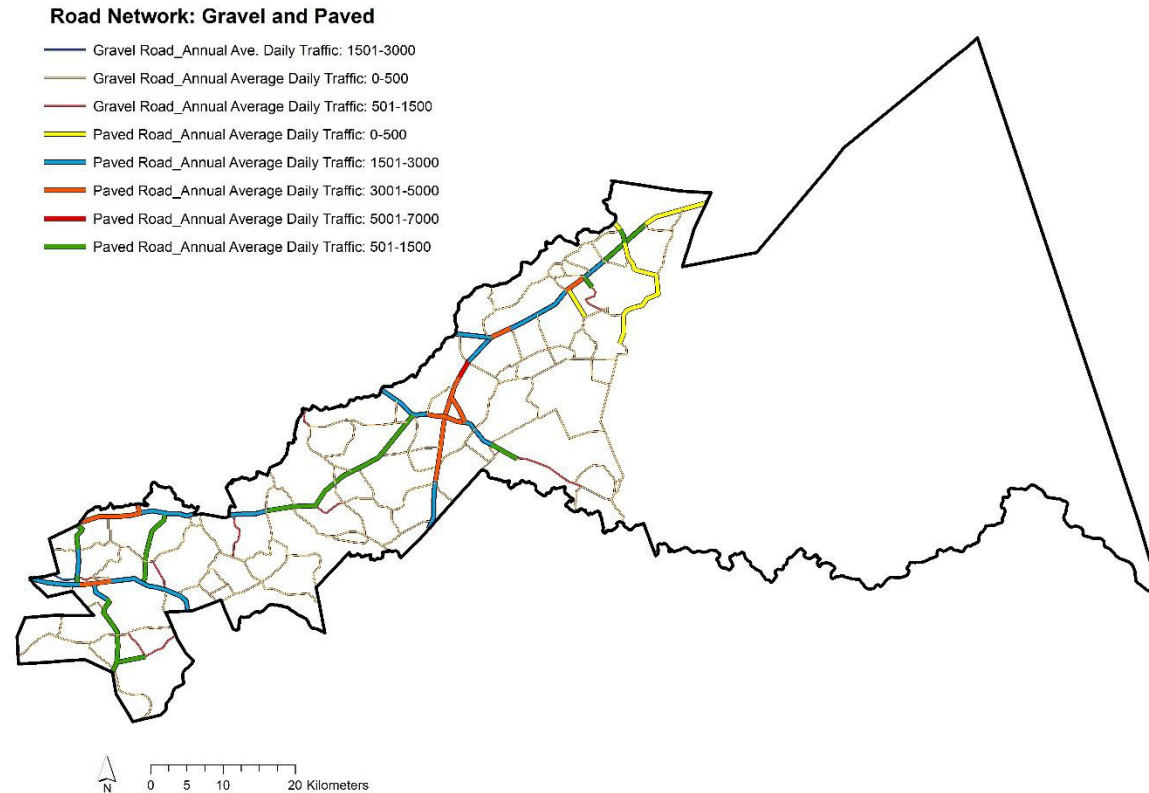 Road Network: Gravel and Paved
Gravel Road_Annual Ave. Daily Traffic: 1501-3000
Gravel Road_Annual Average Daily Traffic: 0-500
Gravel Road_Annual Average Daily Traffic: 501-1500
Paved Road_Annual Average Daily Traffic: 0-500
Paved Road_Annual Average Daily Traffic: 1501-3000
Paved Road_Annual Average Daily Traffic: 3001-5000
Paved Road_Annual Average Daily Traffic: 5001-7000
Paved Road_Annual Average Daily Traffic: 501-1500
N
0 5 10 20 Kilometers